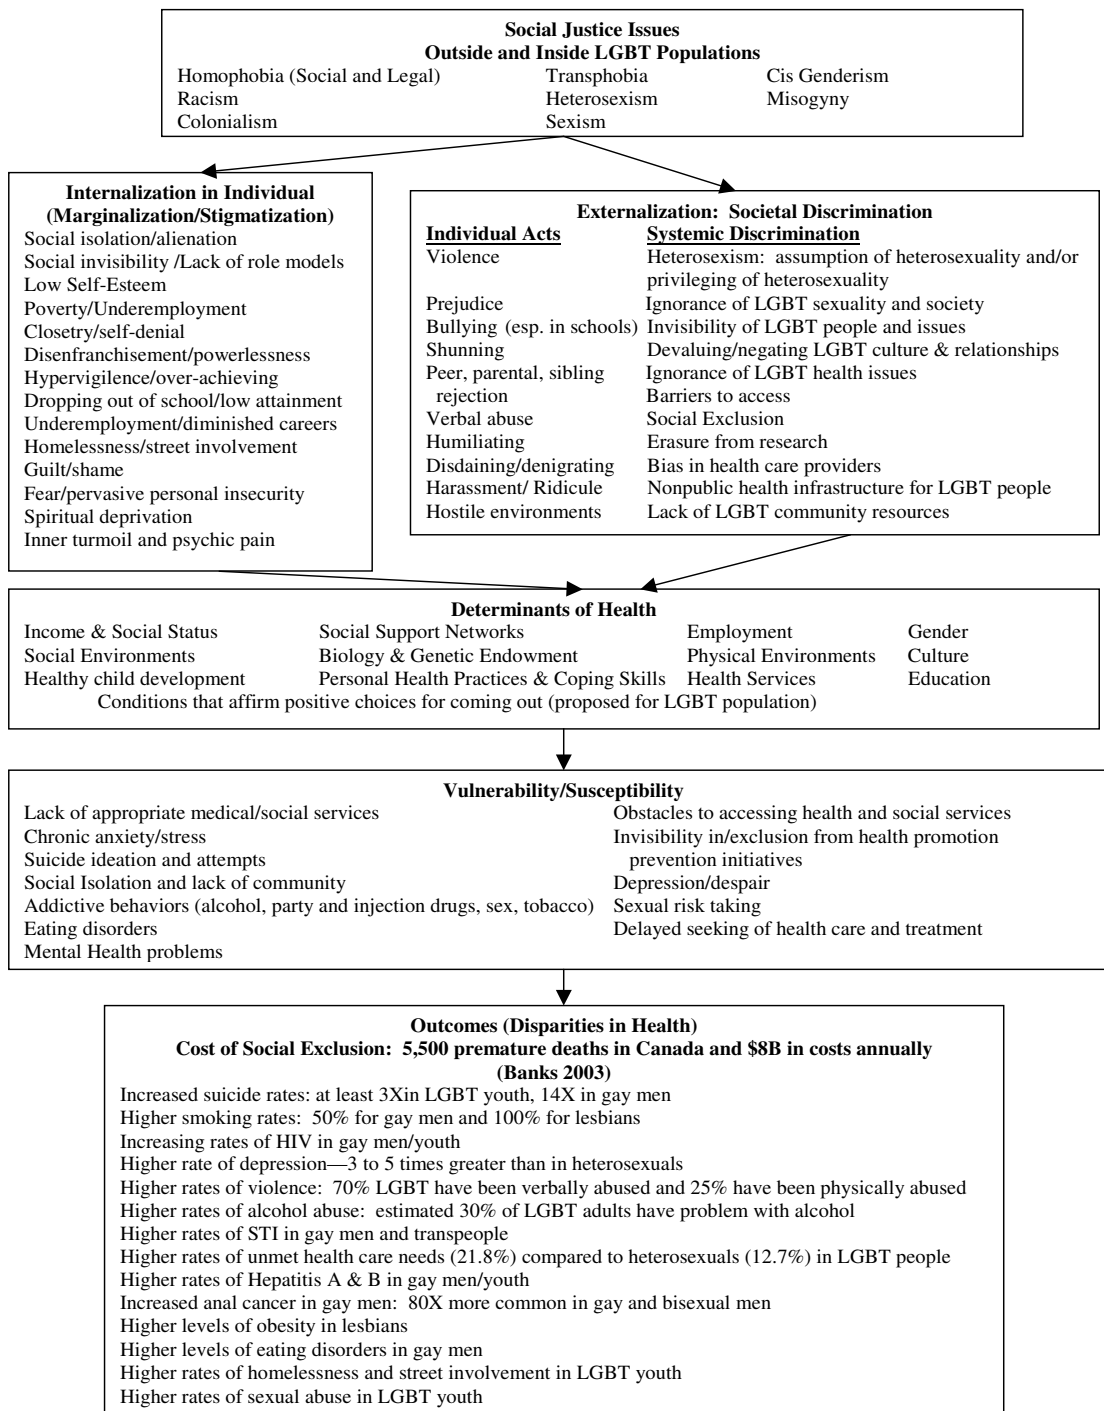 Social Justice Issues
Outside and Inside LGBT Populations
Homophobia (Social and Legal) Transphobia Cis Genderism
Racism Heterosexism Misogyny
Colonialism Sexism
Internalization in Individual
(Marginalization/Stigmatization)
Social isolation/alienation
Social invisibility /Lack of role models
Low Self-Esteem
Poverty/Underemployment
Closetry/self-denial
Disenfranchisement/powerlessness
Hypervigilence/over-achieving
Dropping out of school/low attainment
Underemployment/diminished careers
Homelessness/street involvement
Guilt/shame
Fear/pervasive personal insecurity
Spiritual deprivation
Inner turmoil and psychic pain
Externalization: Societal Discrimination
Individual Acts Systemic Discrimination
Violence Heterosexism: assumption of heterosexuality and/or
privileging of heterosexuality
Prejudice Ignorance of LGBT sexuality and society
Bullying (esp. in schools) Invisibility of LGBT people and issues
Shunning Devaluing/negating LGBT culture & relationships
Peer, parental, sibling Ignorance of LGBT health issues
rejection Barriers to access
Verbal abuse Social Exclusion
Humiliating Erasure from research
Disdaining/denigrating Bias in health care providers
Harassment/ Ridicule Nonpublic health infrastructure for LGBT people
Hostile environments Lack of LGBT community resources
Determinants of Health
Income & Social Status Social Support Networks Employment Gender
Social Environments Biology & Genetic Endowment Physical Environments Culture
Healthy child development Personal Health Practices & Coping Skills Health Services Education
Conditions that affirm positive choices for coming out (proposed for LGBT population)
Vulnerability/Susceptibility
Lack of appropriate medical/social services
Chronic anxiety/stress
Suicide ideation and attempts
Social Isolation and lack of community
Addictive behaviors (alcohol, party and injection drugs, sex, tobacco)
Eating disorders
Mental Health problems
Obstacles to accessing health and social services
Invisibility in/exclusion from health promotion
prevention initiatives
Depression/despair
Sexual risk taking
Delayed seeking of health care and treatment
Outcomes (Disparities in Health)
Cost of Social Exclusion: 5,500 premature deaths in Canada and $8B in costs annually
(Banks 2003)
Increased suicide rates: at least 3Xin LGBT youth, 14X in gay men
Higher smoking rates: 50% for gay men and 100% for lesbians
Increasing rates of HIV in gay men/youth
Higher rate of depression—3 to 5 times greater than in heterosexuals
Higher rates of violence: 70% LGBT have been verbally abused and 25% have been physically abused
Higher rates of alcohol abuse: estimated 30% of LGBT adults have problem with alcohol
Higher rates of STI in gay men and transpeople
Higher rates of unmet health care needs (21.8%) compared to heterosexuals (12.7%) in LGBT people
Higher rates of Hepatitis A & B in gay men/youth
Increased anal cancer in gay men: 80X more common in gay and bisexual men
Higher levels of obesity in lesbians
Higher levels of eating disorders in gay men
Higher rates of homelessness and street involvement in LGBT youth
Higher rates of sexual abuse in LGBT youth